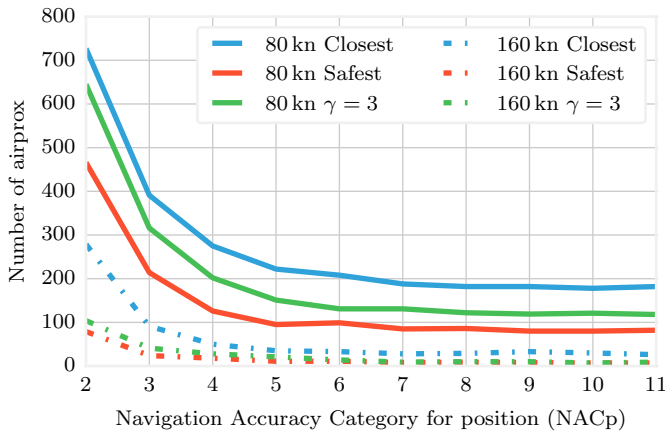 800
700
600
500
400
300
200
100
0
Number of airprox
80 kn Closest
80 kn Safest
80 kn γ = 3
160 kn Closest
160 kn Safest
160 kn γ = 3
2 3 4 5 6 7 8 9 10 11
Navigation Accuracy Category for position (NACp)